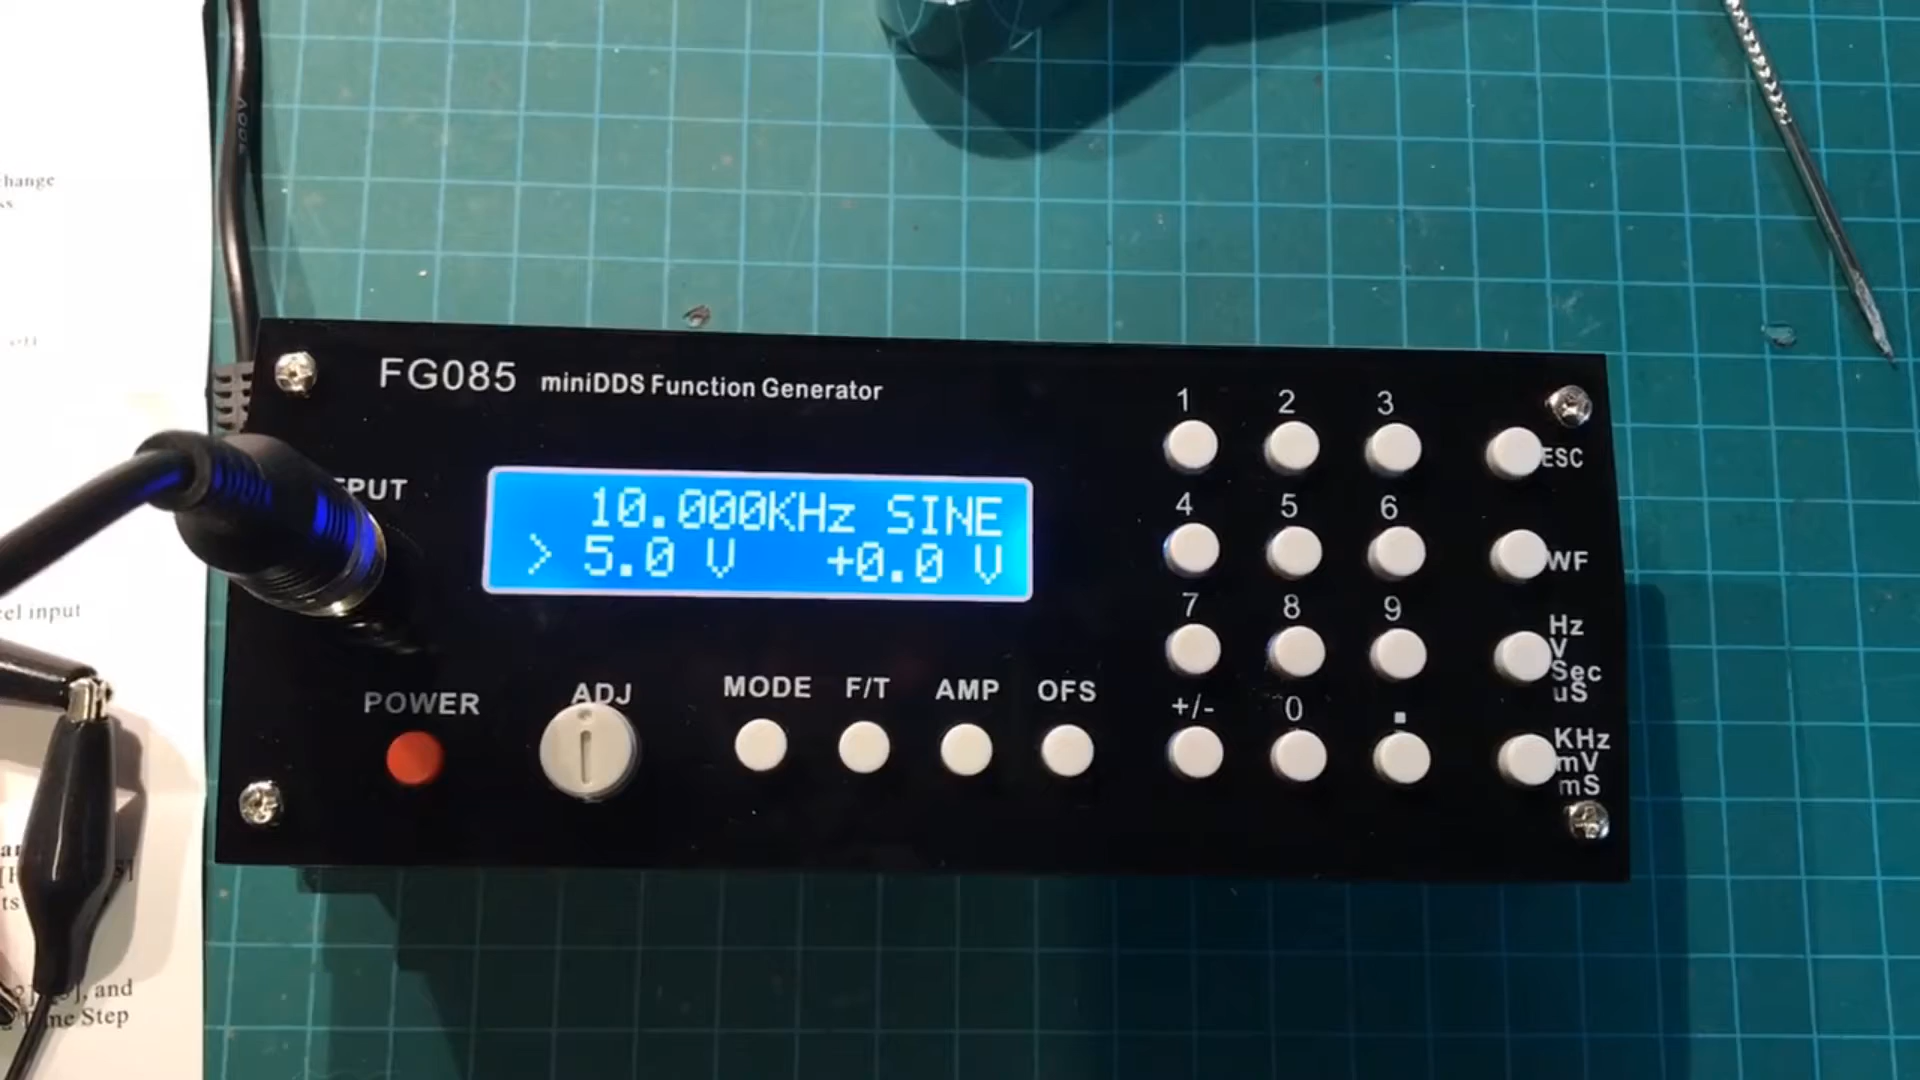 hange
FG085 miniDDS Function Generator
10.000KHz SINE
> 5.0 V +0.0 V
1 2 3
ESC
4 5 6
WF
7 8 9
Hz
V
Sec
uS
+/- 0 .
KHz
mV
mS
POWER
ADJ
MODE F/T AMP OFS
input
and
Step